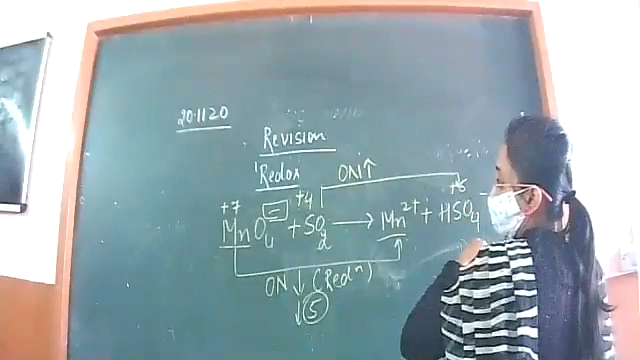 20.11.20
Revision
Redox
ON↑
+7 +4 +6
MnO4⁻ + SO2 → Mn²⁺ + HSO4⁻
ON ↓ (Redⁿ)
↓ 5